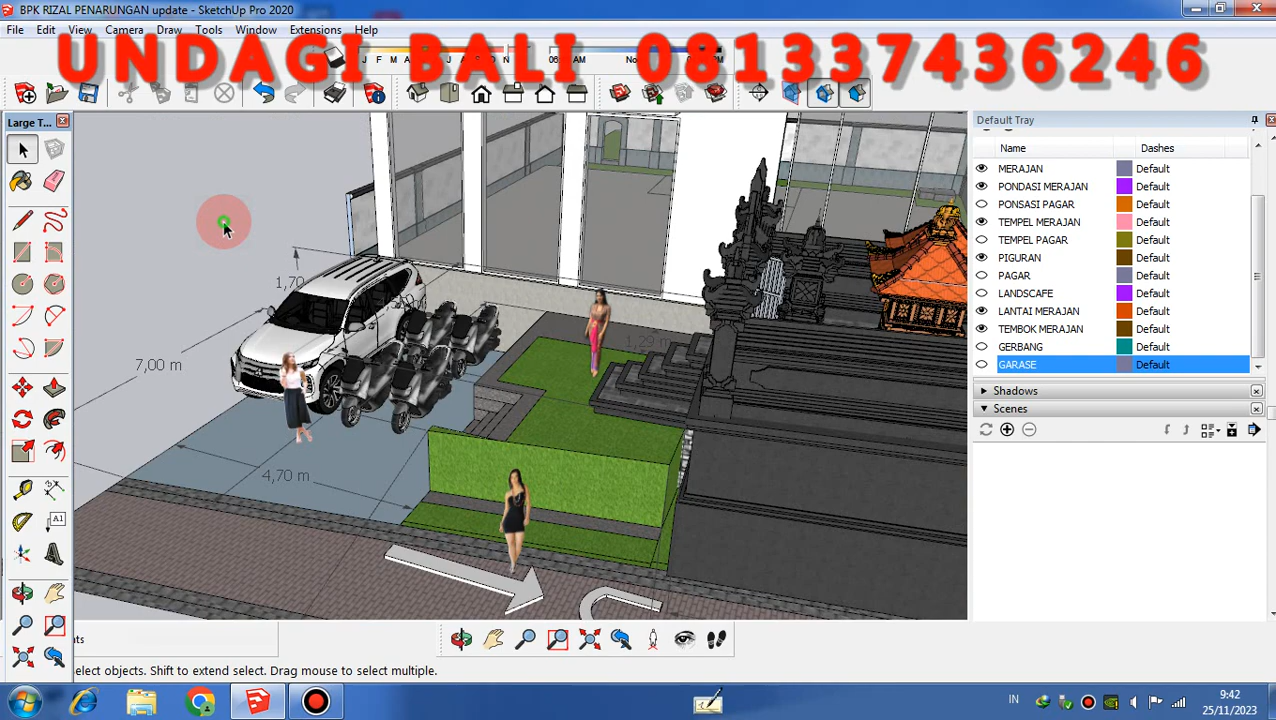 BPK RIZAL PENARUNGAN update - SketchUp Pro 2020
File Edit View Camera Draw Tools Window Extensions Help
UNDAGI BALI 081337436246
J F M A
Large T...
Default Tray
Name Dashes
MERAJAN Default
PONDASI MERAJAN Default
PONSASI PAGAR Default
TEMPEL MERAJAN Default
TEMPEL PAGAR Default
PIGURAN Default
PAGAR Default
LANDSCAFE Default
LANTAI MERAJAN Default
TEMBOK MERAJAN Default
GERBANG Default
GARASE Default
Shadows
Scenes
1,70
1,29 m
7,00 m
4,70 m
A1
elect objects. Shift to extend select. Drag mouse to select multiple.
IN
9:42
25/11/2023